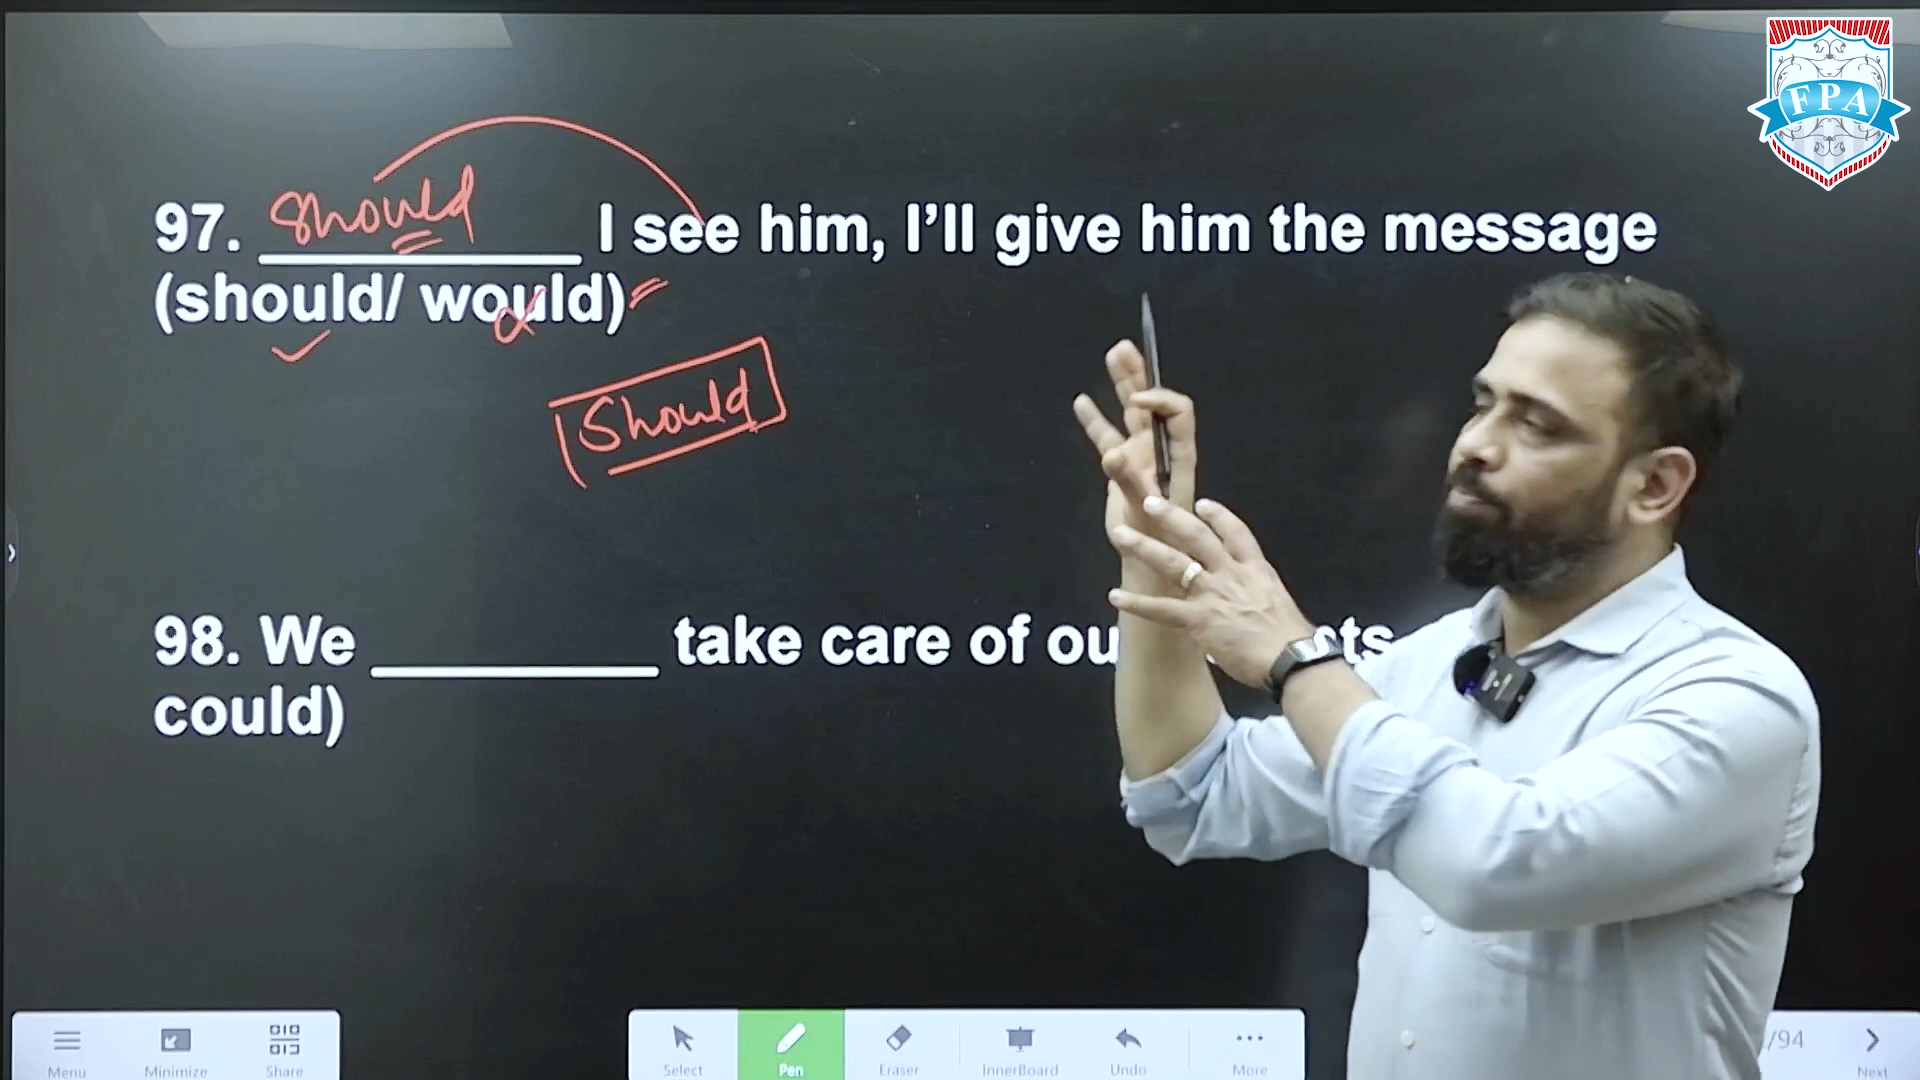 FPA
97. should I see him, I'll give him the message
(should/ would)
Should
98. We take care of
could)
Menu Minimize Share Select Pen Eraser InnerBoard Undo More /94 Next